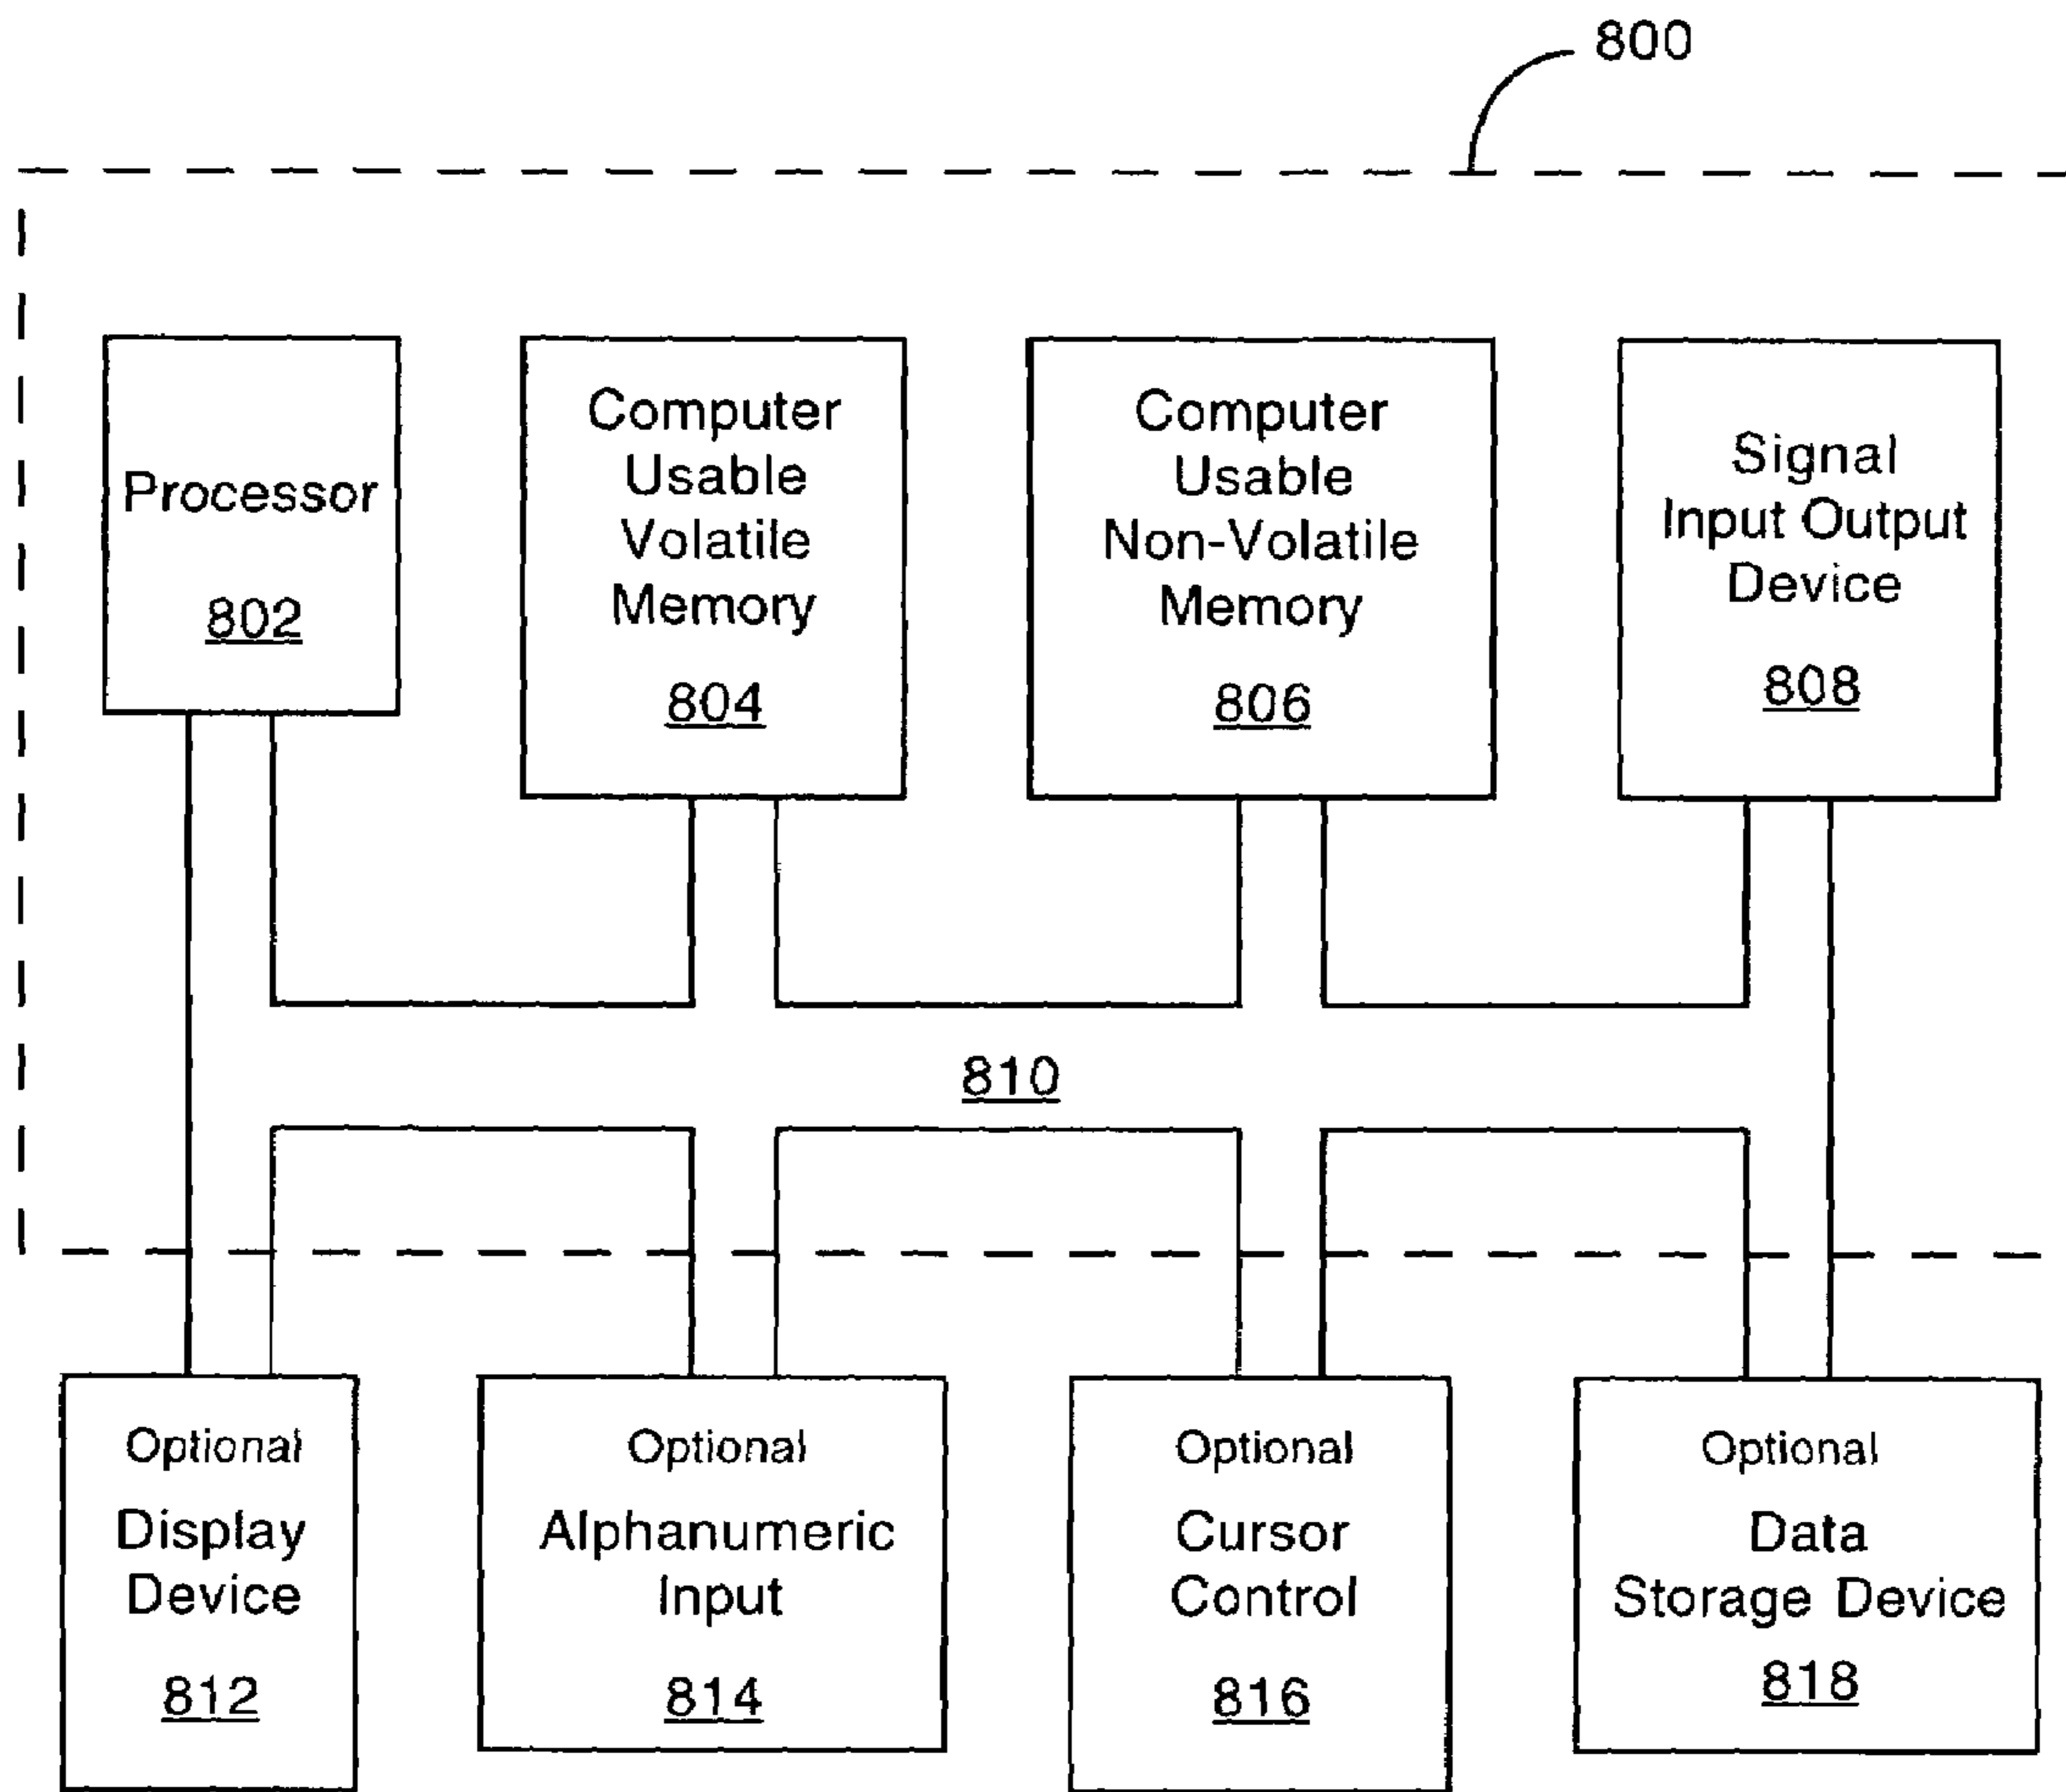 800
Processor
802
Computer
Usable
Volatile
Memory
804
Computer
Usable
Non-Volatile
Memory
806
Signal
Input Output
Device
808
810
Optional
Display
Device
812
Optional
Alphanumeric
Input
814
Optional
Cursor
Control
816
Optional
Data
Storage Device
818